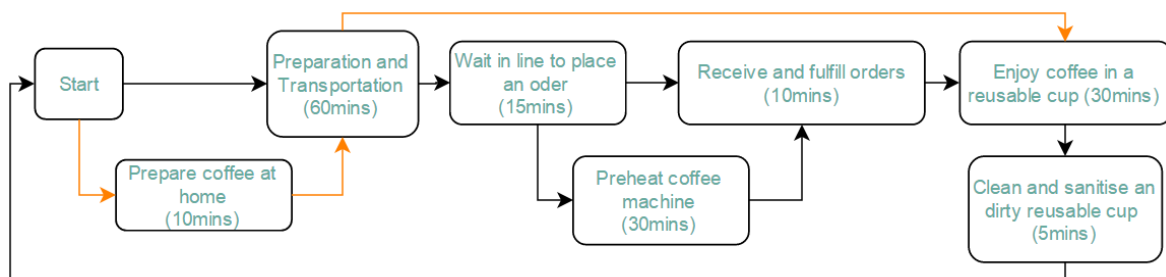 Start
Preparation and
Transportation
(60mins)
Wait in line to place
an oder
(15mins)
Receive and fulfill orders
(10mins)
Enjoy coffee in a
reusable cup (30mins)
Prepare coffee at
home
(10mins)
Preheat coffee
machine
(30mins)
Clean and sanitise an
dirty reusable cup
(5mins)